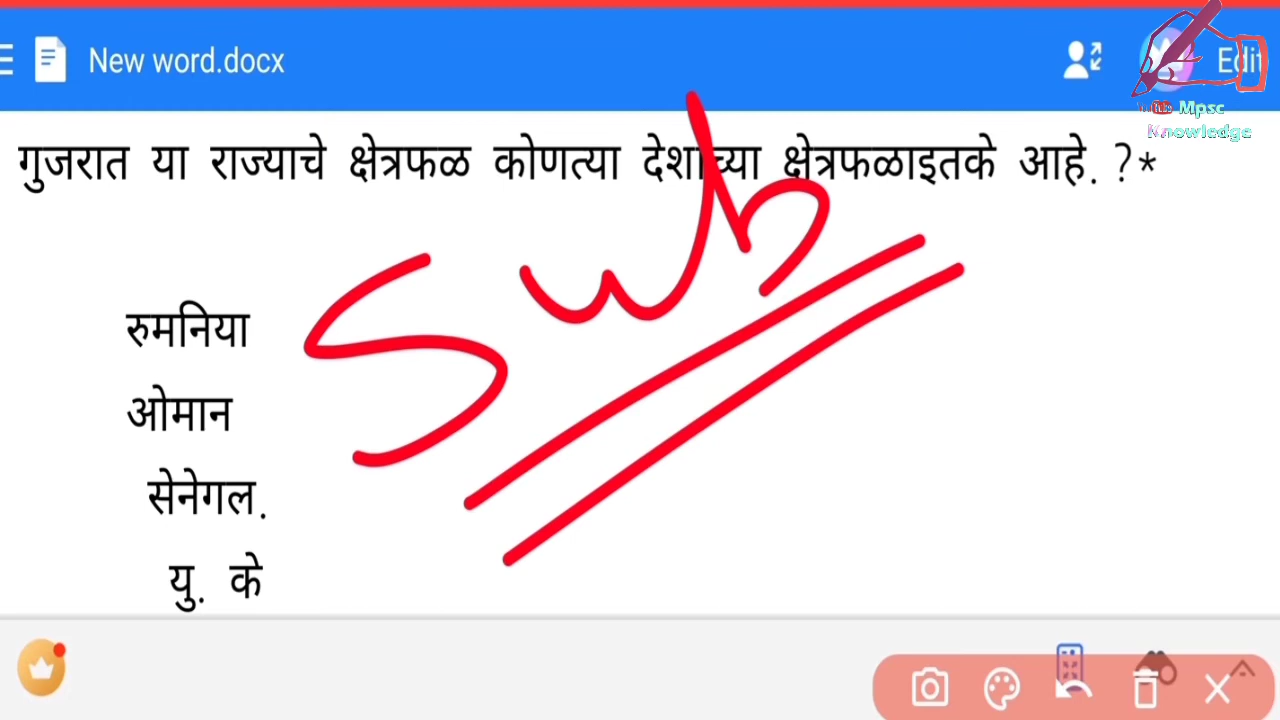 New word.docx
Edit
Mpsc
Knowledge
गुजरात या राज्याचे क्षेत्रफळ कोणत्या देशाच्या क्षेत्रफळाइतके आहे. ?*
Sub
रुमनिया
ओमान
सेनेगल.
यु. के